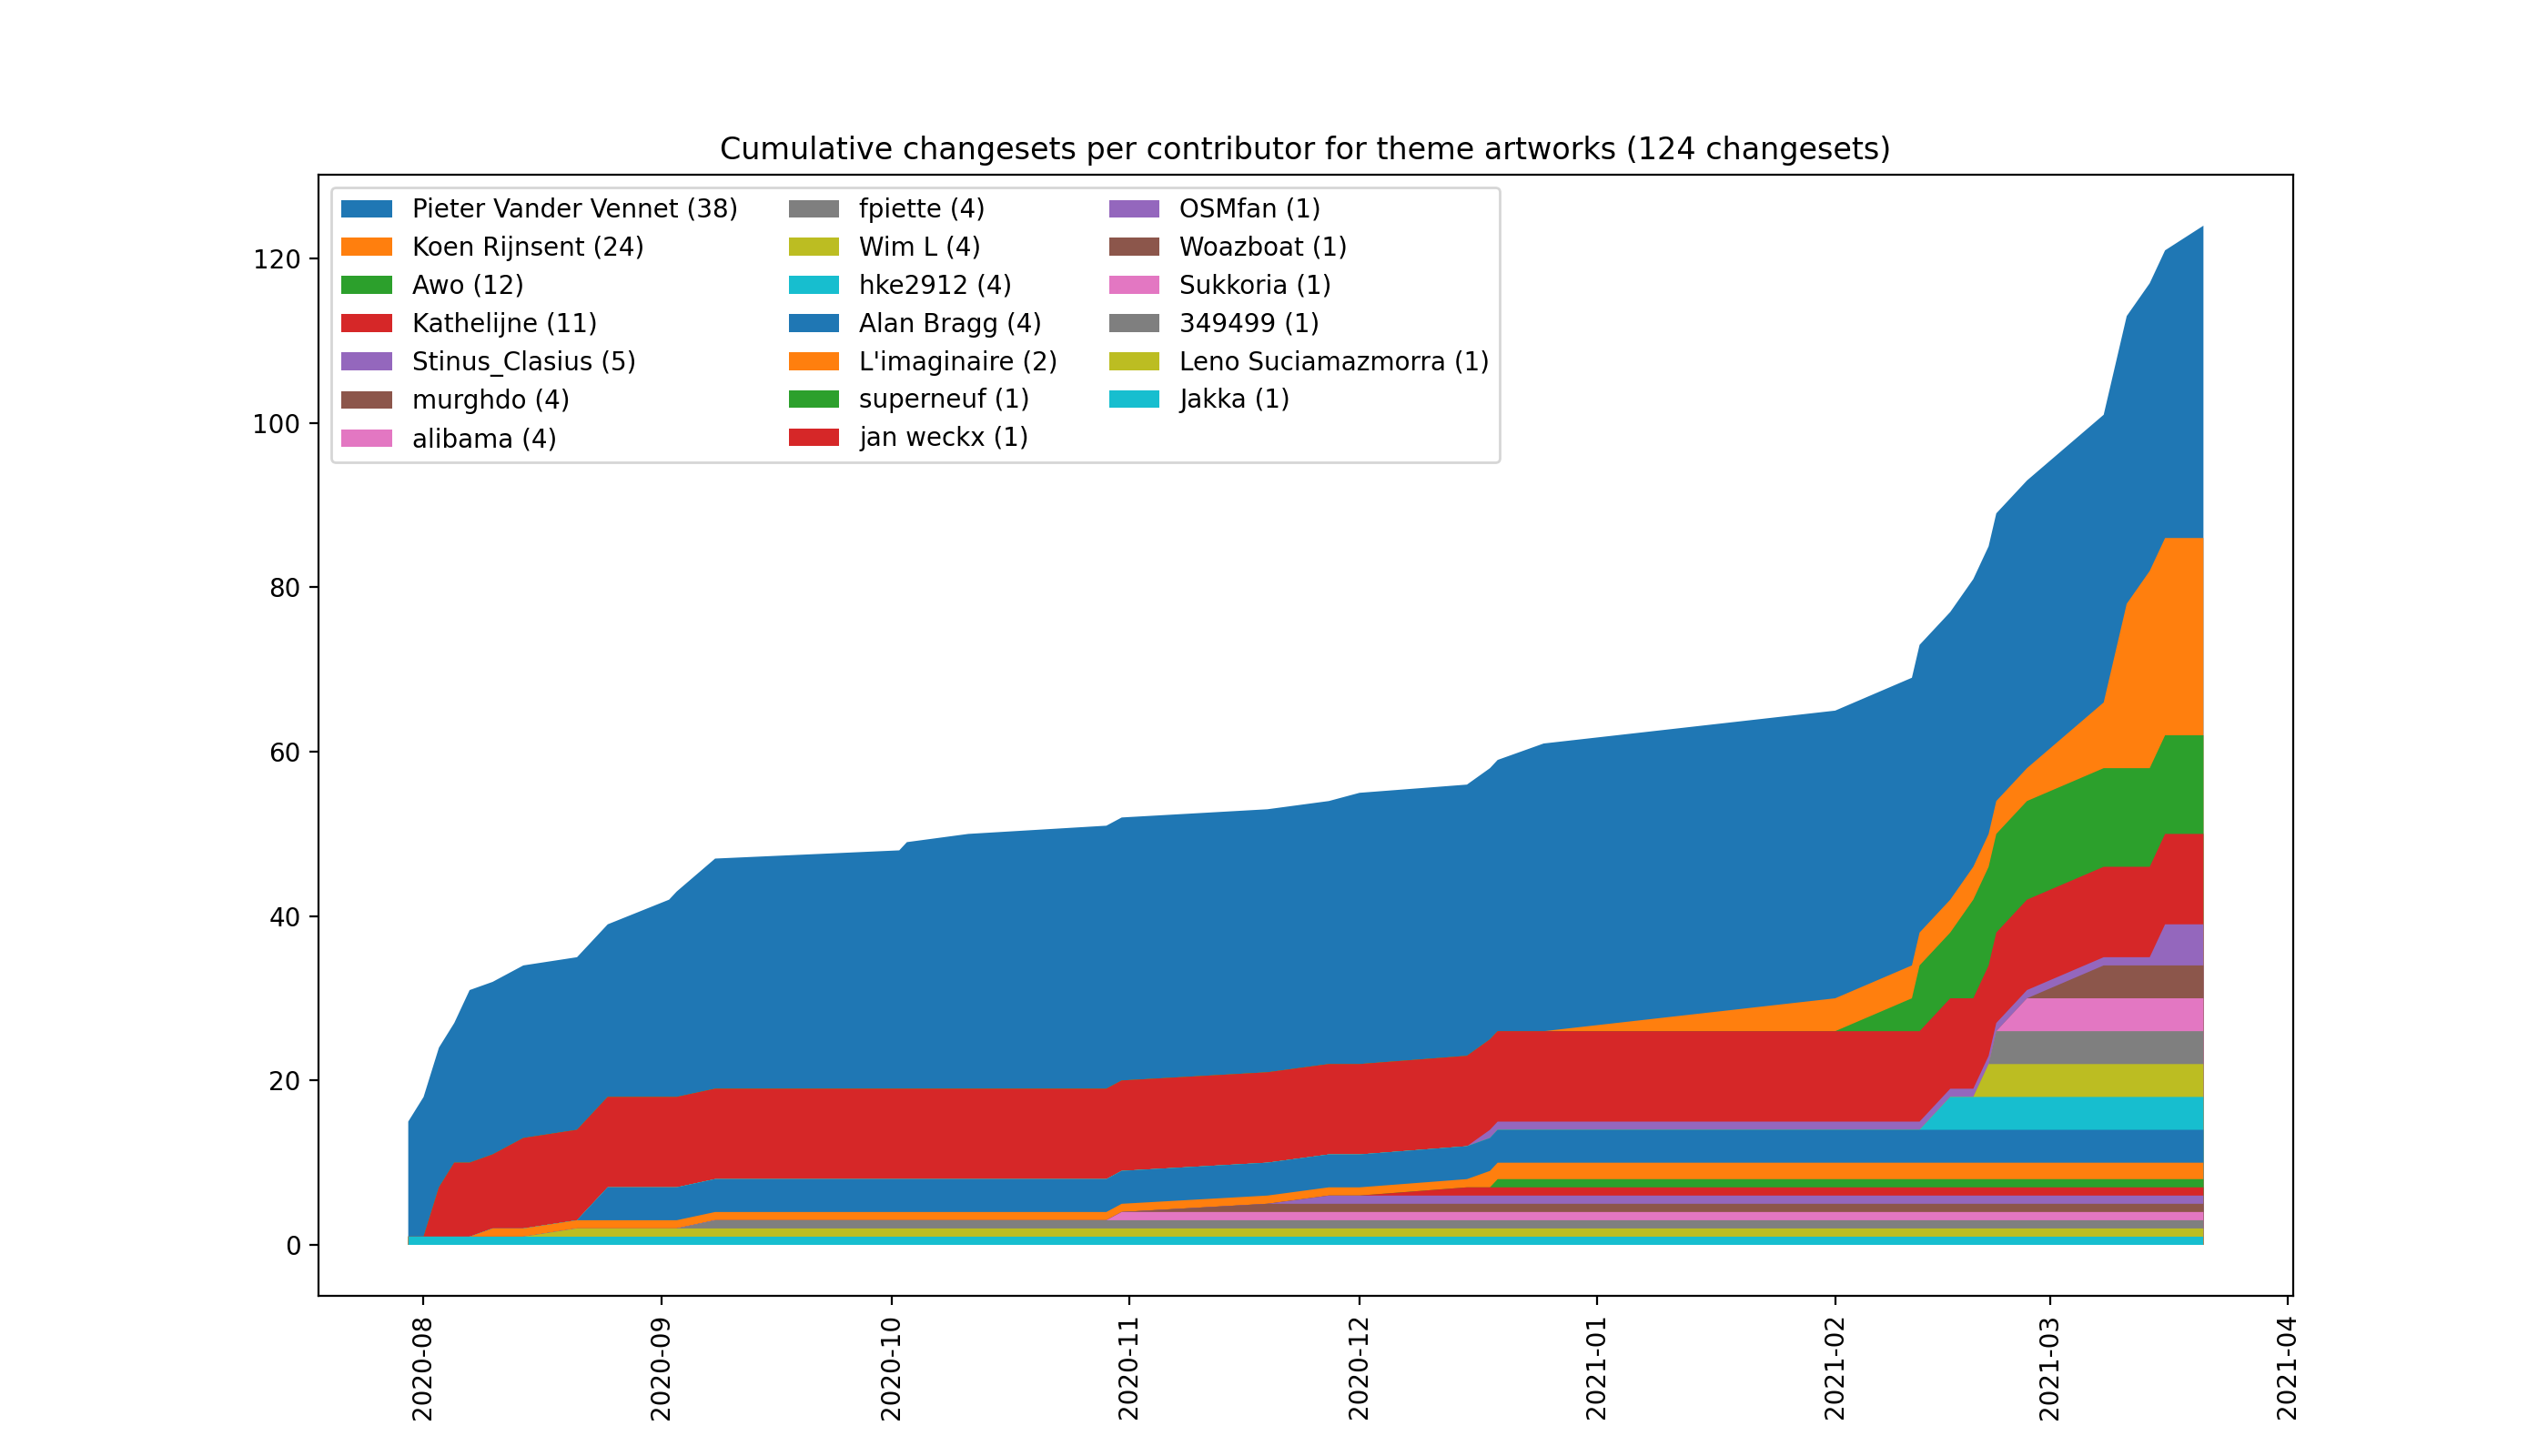 Cumulative changesets per contributor for theme artworks (124 changesets)
Pieter Vander Vennet (38)
Koen Rijnsent (24)
Awo (12)
Kathelijne (11)
Stinus_Clasius (5)
murghdo (4)
alibama (4)
fpiette (4)
Wim L (4)
hke2912 (4)
Alan Bragg (4)
L'imaginaire (2)
superneuf (1)
jan weckx (1)
OSMfan (1)
Woazboat (1)
Sukkoria (1)
349499 (1)
Leno Suciamazmorra (1)
Jakka (1)
120
100
80
60
40
20
0
2020-08
2020-09
2020-10
2020-11
2020-12
2021-01
2021-02
2021-03
2021-04